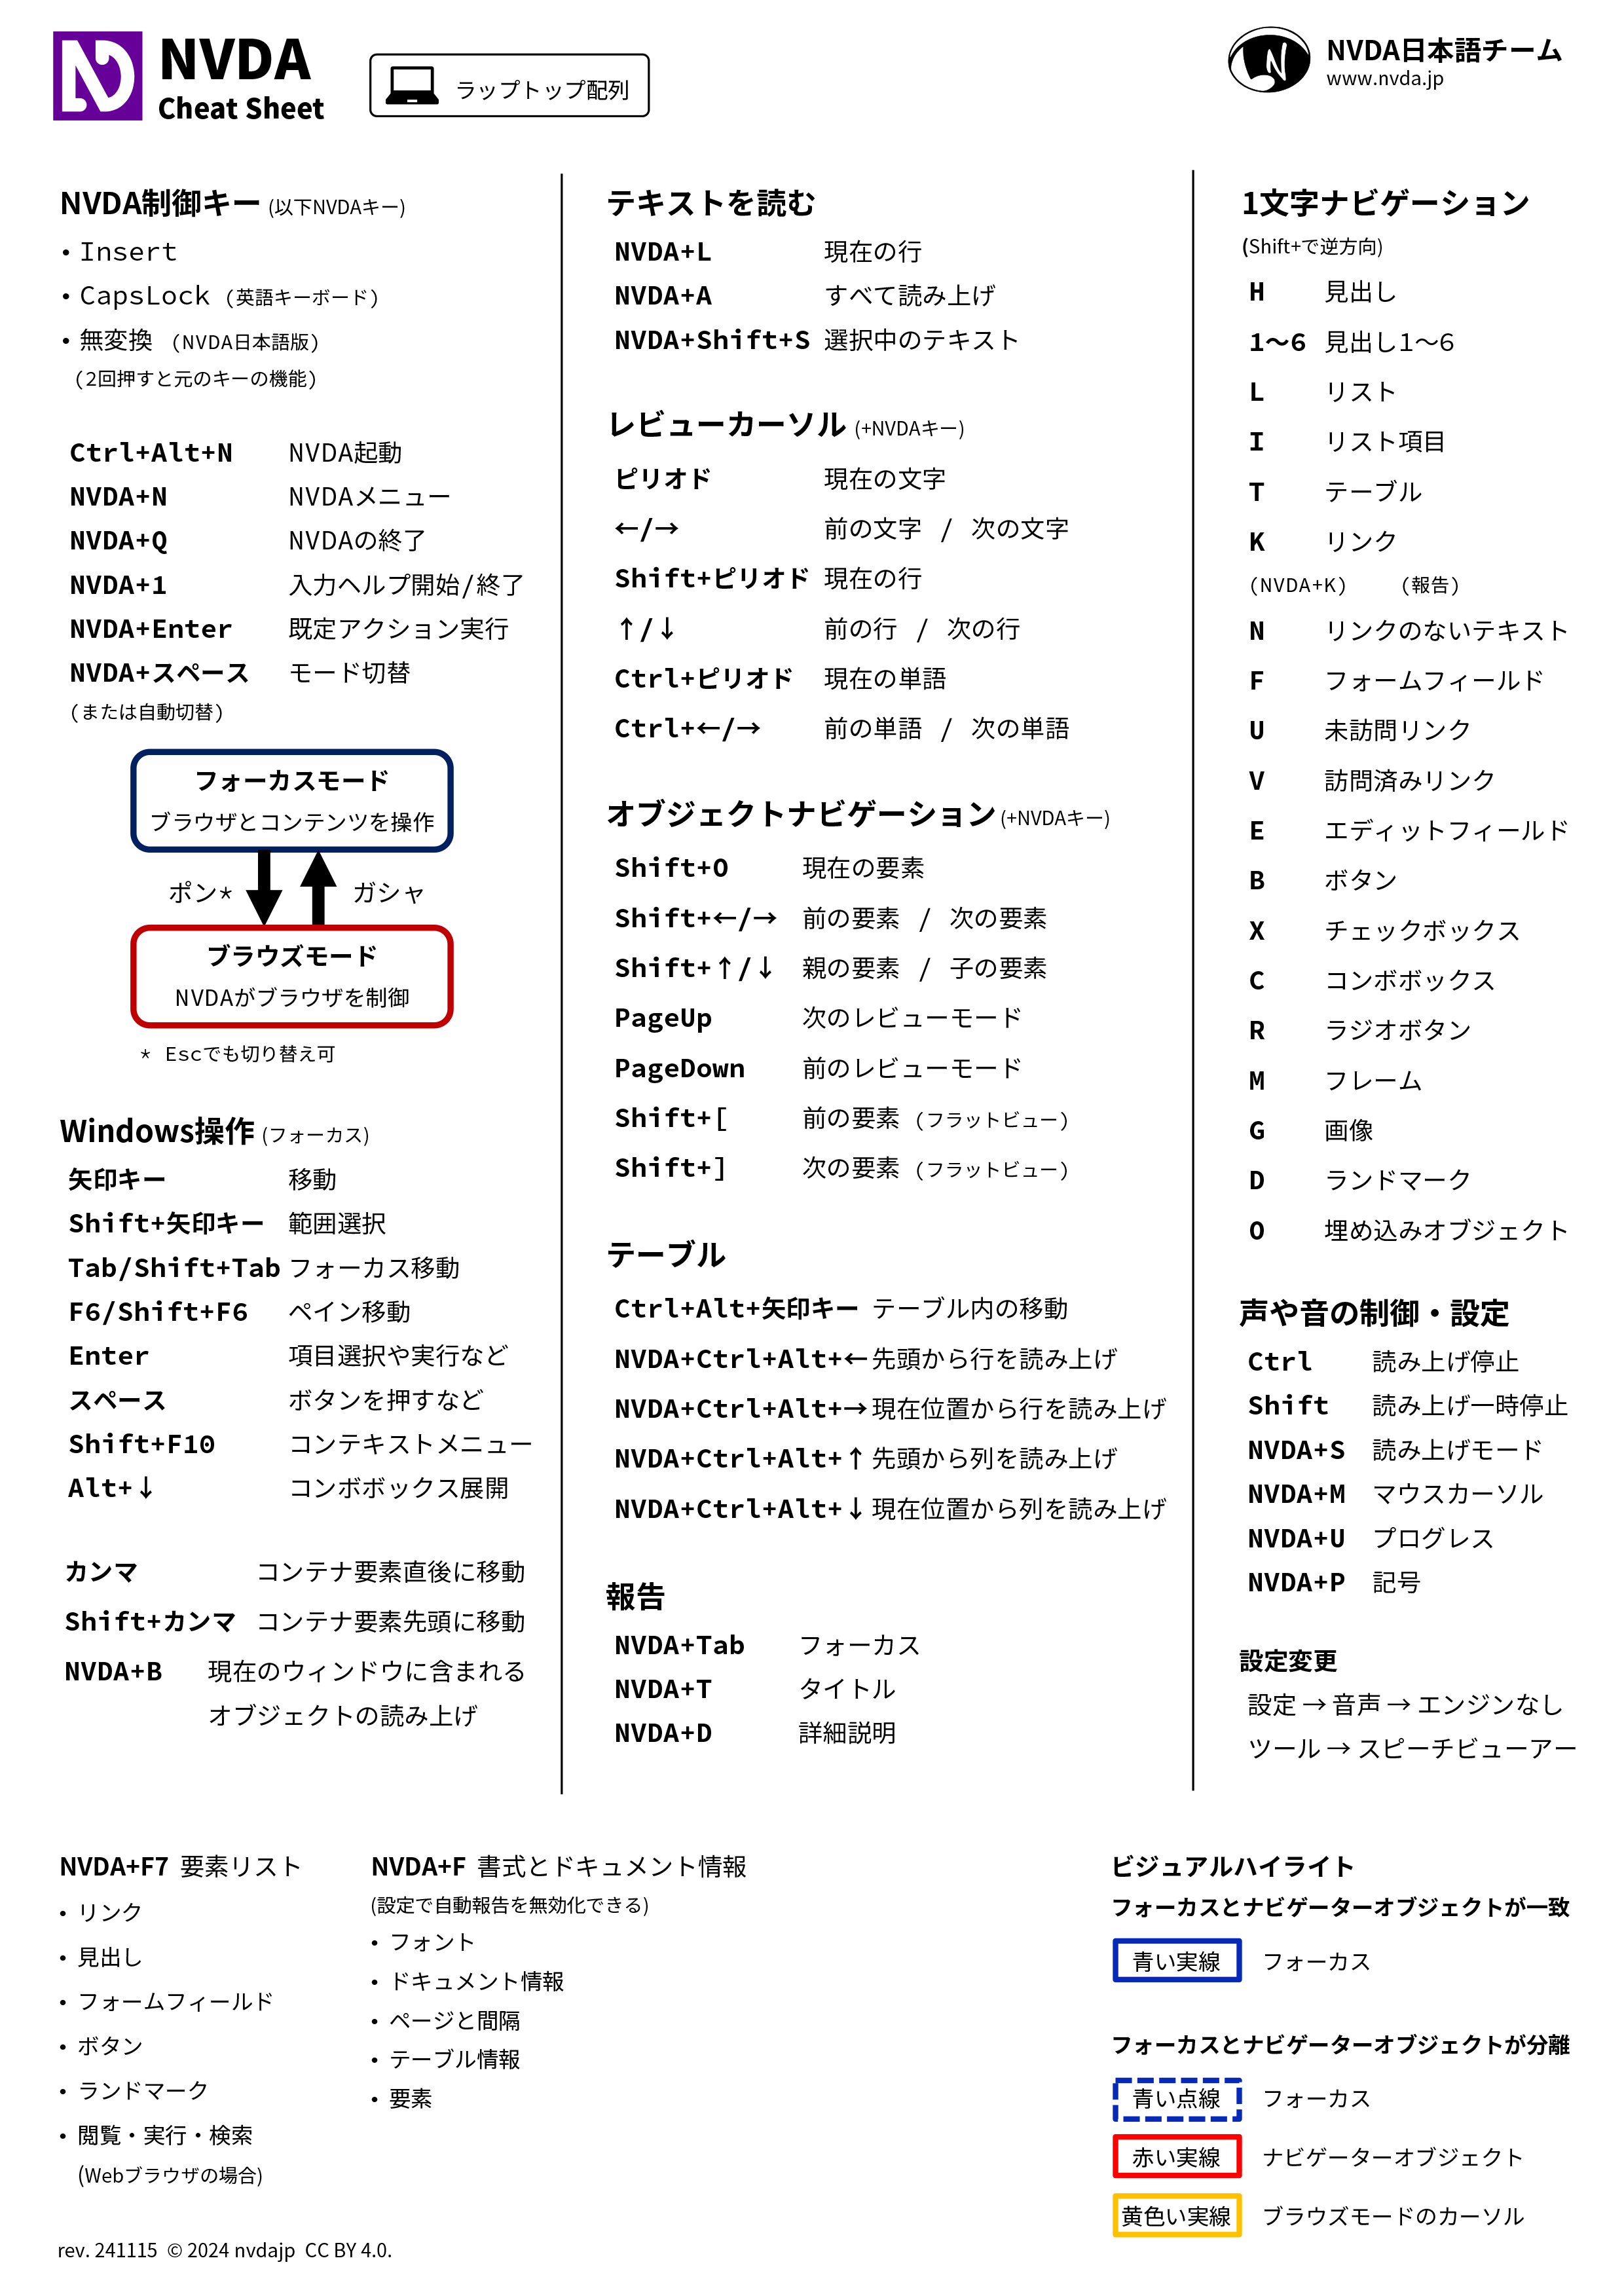 NVDA
Cheat Sheet
ラップトップ配列
NVDA日本語チーム
www.nvda.jp
NVDA制御キー (以下NVDAキー)
・Insert
・CapsLock (英語キーボード)
・無変換 (NVDA日本語版)
(2回押すと元のキーの機能)
Ctrl+Alt+N NVDA起動
NVDA+N NVDAメニュー
NVDA+Q NVDAの終了
NVDA+1 入力ヘルプ開始/終了
NVDA+Enter 既定アクション実行
NVDA+スペース モード切替
(または自動切替)
フォーカスモード
ブラウザとコンテンツを操作
ポン* ガシャ
ブラウズモード
NVDAがブラウザを制御
* Escでも切り替え可
Windows操作 (フォーカス)
矢印キー 移動
Shift+矢印キー 範囲選択
Tab/Shift+Tab フォーカス移動
F6/Shift+F6 ペイン移動
Enter 項目選択や実行など
スペース ボタンを押すなど
Shift+F10 コンテキストメニュー
Alt+↓ コンボボックス展開
カンマ コンテナ要素直後に移動
Shift+カンマ コンテナ要素先頭に移動
NVDA+B 現在のウィンドウに含まれる
オブジェクトの読み上げ
テキストを読む
NVDA+L 現在の行
NVDA+A すべて読み上げ
NVDA+Shift+S 選択中のテキスト
レビューカーソル (+NVDAキー)
ピリオド 現在の文字
←/→ 前の文字 / 次の文字
Shift+ピリオド 現在の行
↑/↓ 前の行 / 次の行
Ctrl+ピリオド 現在の単語
Ctrl+←/→ 前の単語 / 次の単語
オブジェクトナビゲーション (+NVDAキー)
Shift+O 現在の要素
Shift+←/→ 前の要素 / 次の要素
Shift+↑/↓ 親の要素 / 子の要素
PageUp 次のレビューモード
PageDown 前のレビューモード
Shift+[ 前の要素 (フラットビュー)
Shift+] 次の要素 (フラットビュー)
テーブル
Ctrl+Alt+矢印キー テーブル内の移動
NVDA+Ctrl+Alt+← 先頭から行を読み上げ
NVDA+Ctrl+Alt+→ 現在位置から行を読み上げ
NVDA+Ctrl+Alt+↑ 先頭から列を読み上げ
NVDA+Ctrl+Alt+↓ 現在位置から列を読み上げ
報告
NVDA+Tab フォーカス
NVDA+T タイトル
NVDA+D 詳細説明
1文字ナビゲーション
(Shift+で逆方向)
H 見出し
1〜6 見出し1〜6
L リスト
I リスト項目
T テーブル
K リンク
(NVDA+K) (報告)
N リンクのないテキスト
F フォームフィールド
U 未訪問リンク
V 訪問済みリンク
E エディットフィールド
B ボタン
X チェックボックス
C コンボボックス
R ラジオボタン
M フレーム
G 画像
D ランドマーク
O 埋め込みオブジェクト
声や音の制御・設定
Ctrl 読み上げ停止
Shift 読み上げ一時停止
NVDA+S 読み上げモード
NVDA+M マウスカーソル
NVDA+U プログレス
NVDA+P 記号
設定変更
設定 → 音声 → エンジンなし
ツール → スピーチビューアー
NVDA+F7 要素リスト
・リンク
・見出し
・フォームフィールド
・ボタン
・ランドマーク
・閲覧・実行・検索
(Webブラウザの場合)
NVDA+F 書式とドキュメント情報
(設定で自動報告を無効化できる)
・フォント
・ドキュメント情報
・ページと間隔
・テーブル情報
・要素
ビジュアルハイライト
フォーカスとナビゲーターオブジェクトが一致
青い実線 フォーカス
フォーカスとナビゲーターオブジェクトが分離
青い点線 フォーカス
赤い実線 ナビゲーターオブジェクト
黄色い実線 ブラウズモードのカーソル
rev. 241115 © 2024 nvdajp CC BY 4.0.